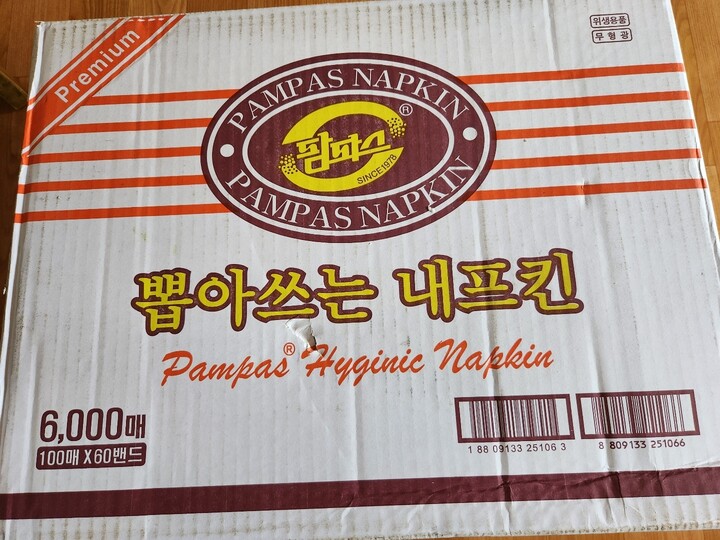 Premium
위생용품
무형광
PAMPAS NAPKIN
팜파스®
SINCE1978
PAMPAS NAPKIN
뽑아쓰는 내프킨
Pampas® Hyginic Napkin
6,000매
100매 X 60밴드
1 88 09133 25106 3
8 809133 251066